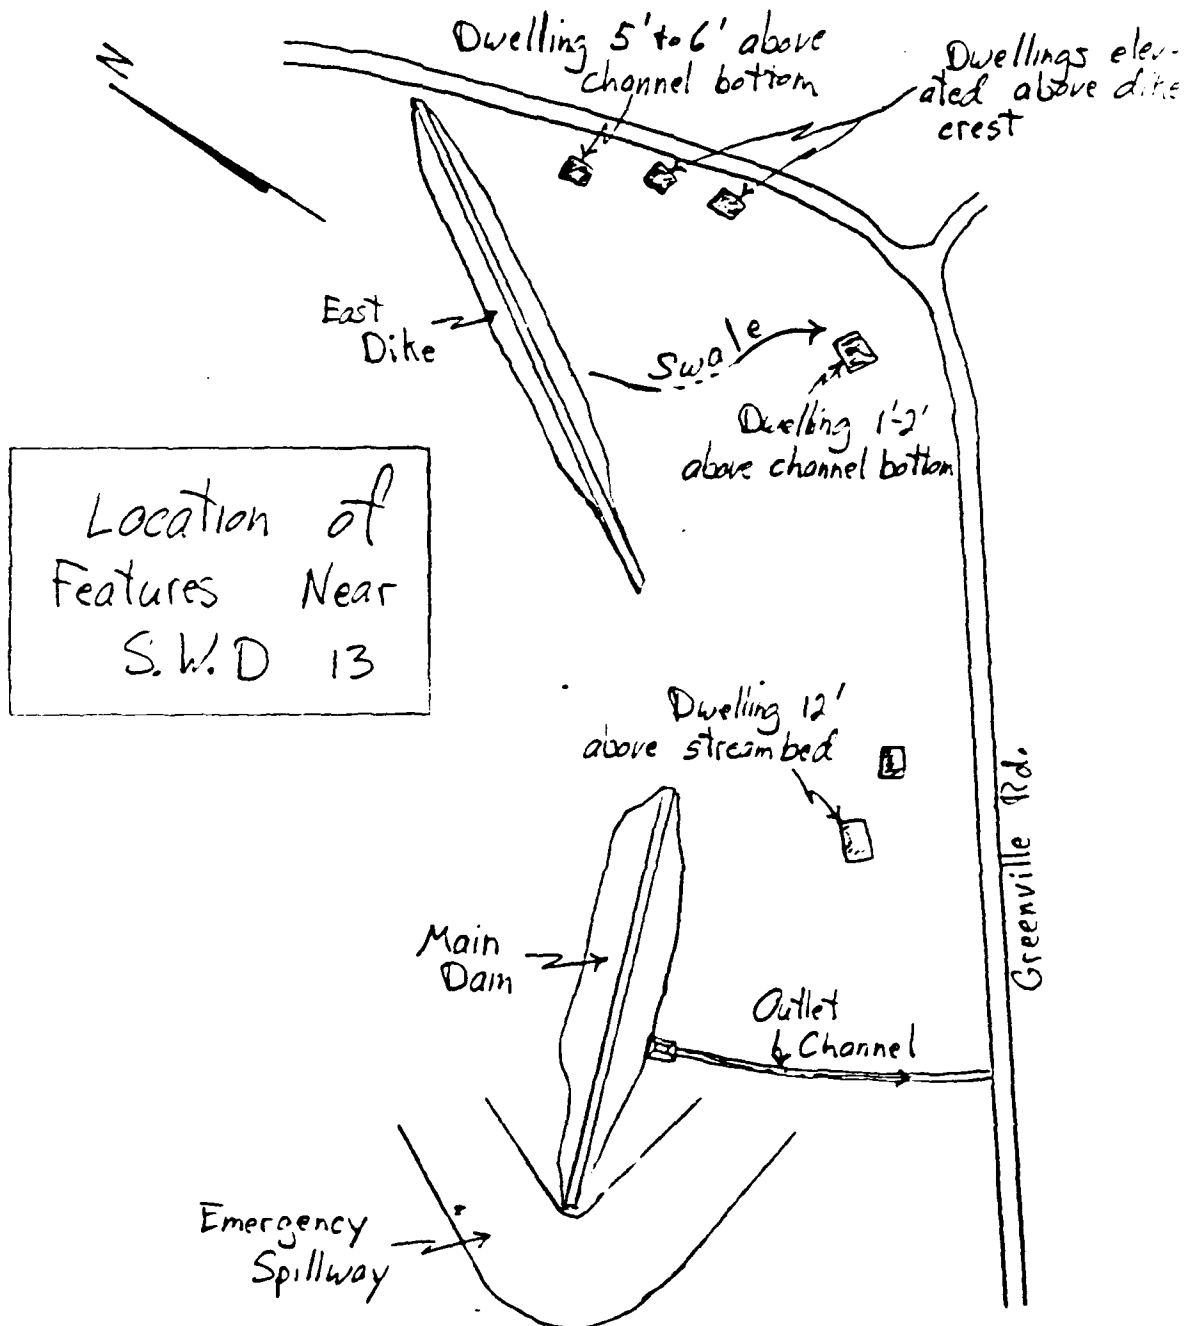 N
Dwelling 5' to 6' above
channel bottom
Dwellings elev-
ated above dike
crest
East
Dike
Swale
Dwelling 1'-2'
above channel bottom
Location of
Features Near
S.W.D 13
Dwelling 12'
above streambed
Greenville Rd.
Main
Dam
Outlet
Channel
Emergency
Spillway